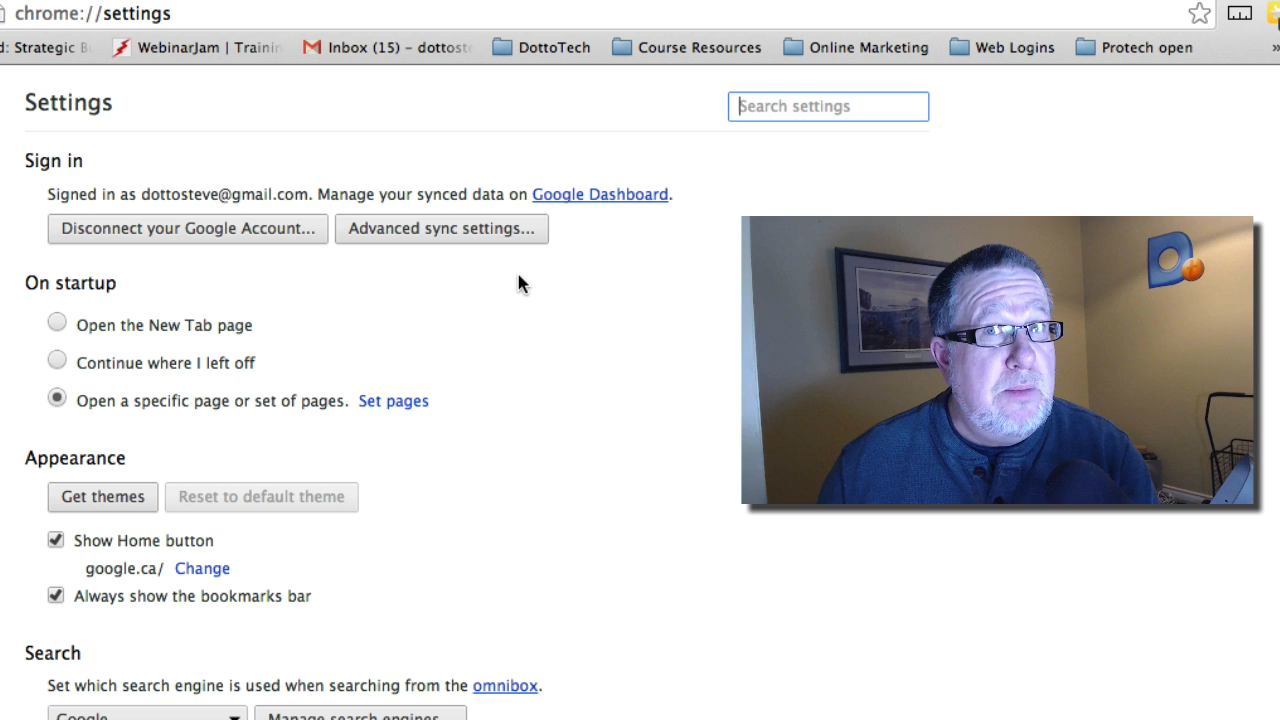 chrome://settings
d: Strategic B WebinarJam | Trainin Inbox (15) – dottost DottoTech Course Resources Online Marketing Web Logins Protech open »
Settings
Search settings
Sign in
Signed in as dottosteve@gmail.com. Manage your synced data on Google Dashboard.
Disconnect your Google Account... Advanced sync settings...
On startup
Open the New Tab page
Continue where I left off
Open a specific page or set of pages. Set pages
Appearance
Get themes Reset to default theme
Show Home button
google.ca/ Change
Always show the bookmarks bar
Search
Set which search engine is used when searching from the omnibox.
Google Manage search engines...